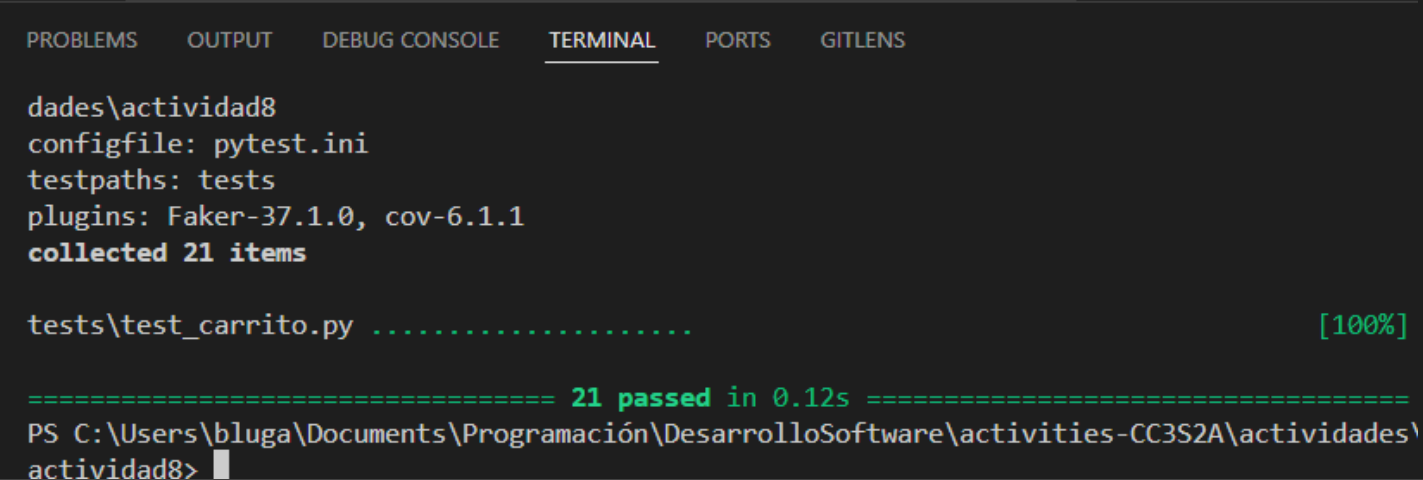 PROBLEMS OUTPUT DEBUG CONSOLE TERMINAL PORTS GITLENS
dades\actividad8
configfile: pytest.ini
testpaths: tests
plugins: Faker-37.1.0, cov-6.1.1
collected 21 items
tests\test_carrito.py ..................... [100%]
================================== 21 passed in 0.12s ===================================
PS C:\Users\bluga\Documents\Programación\DesarrolloSoftware\activities-CC3S2A\actividades\
actividad8>